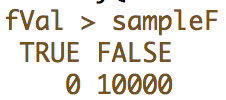 fVal > sampleF
TRUE FALSE
0 10000